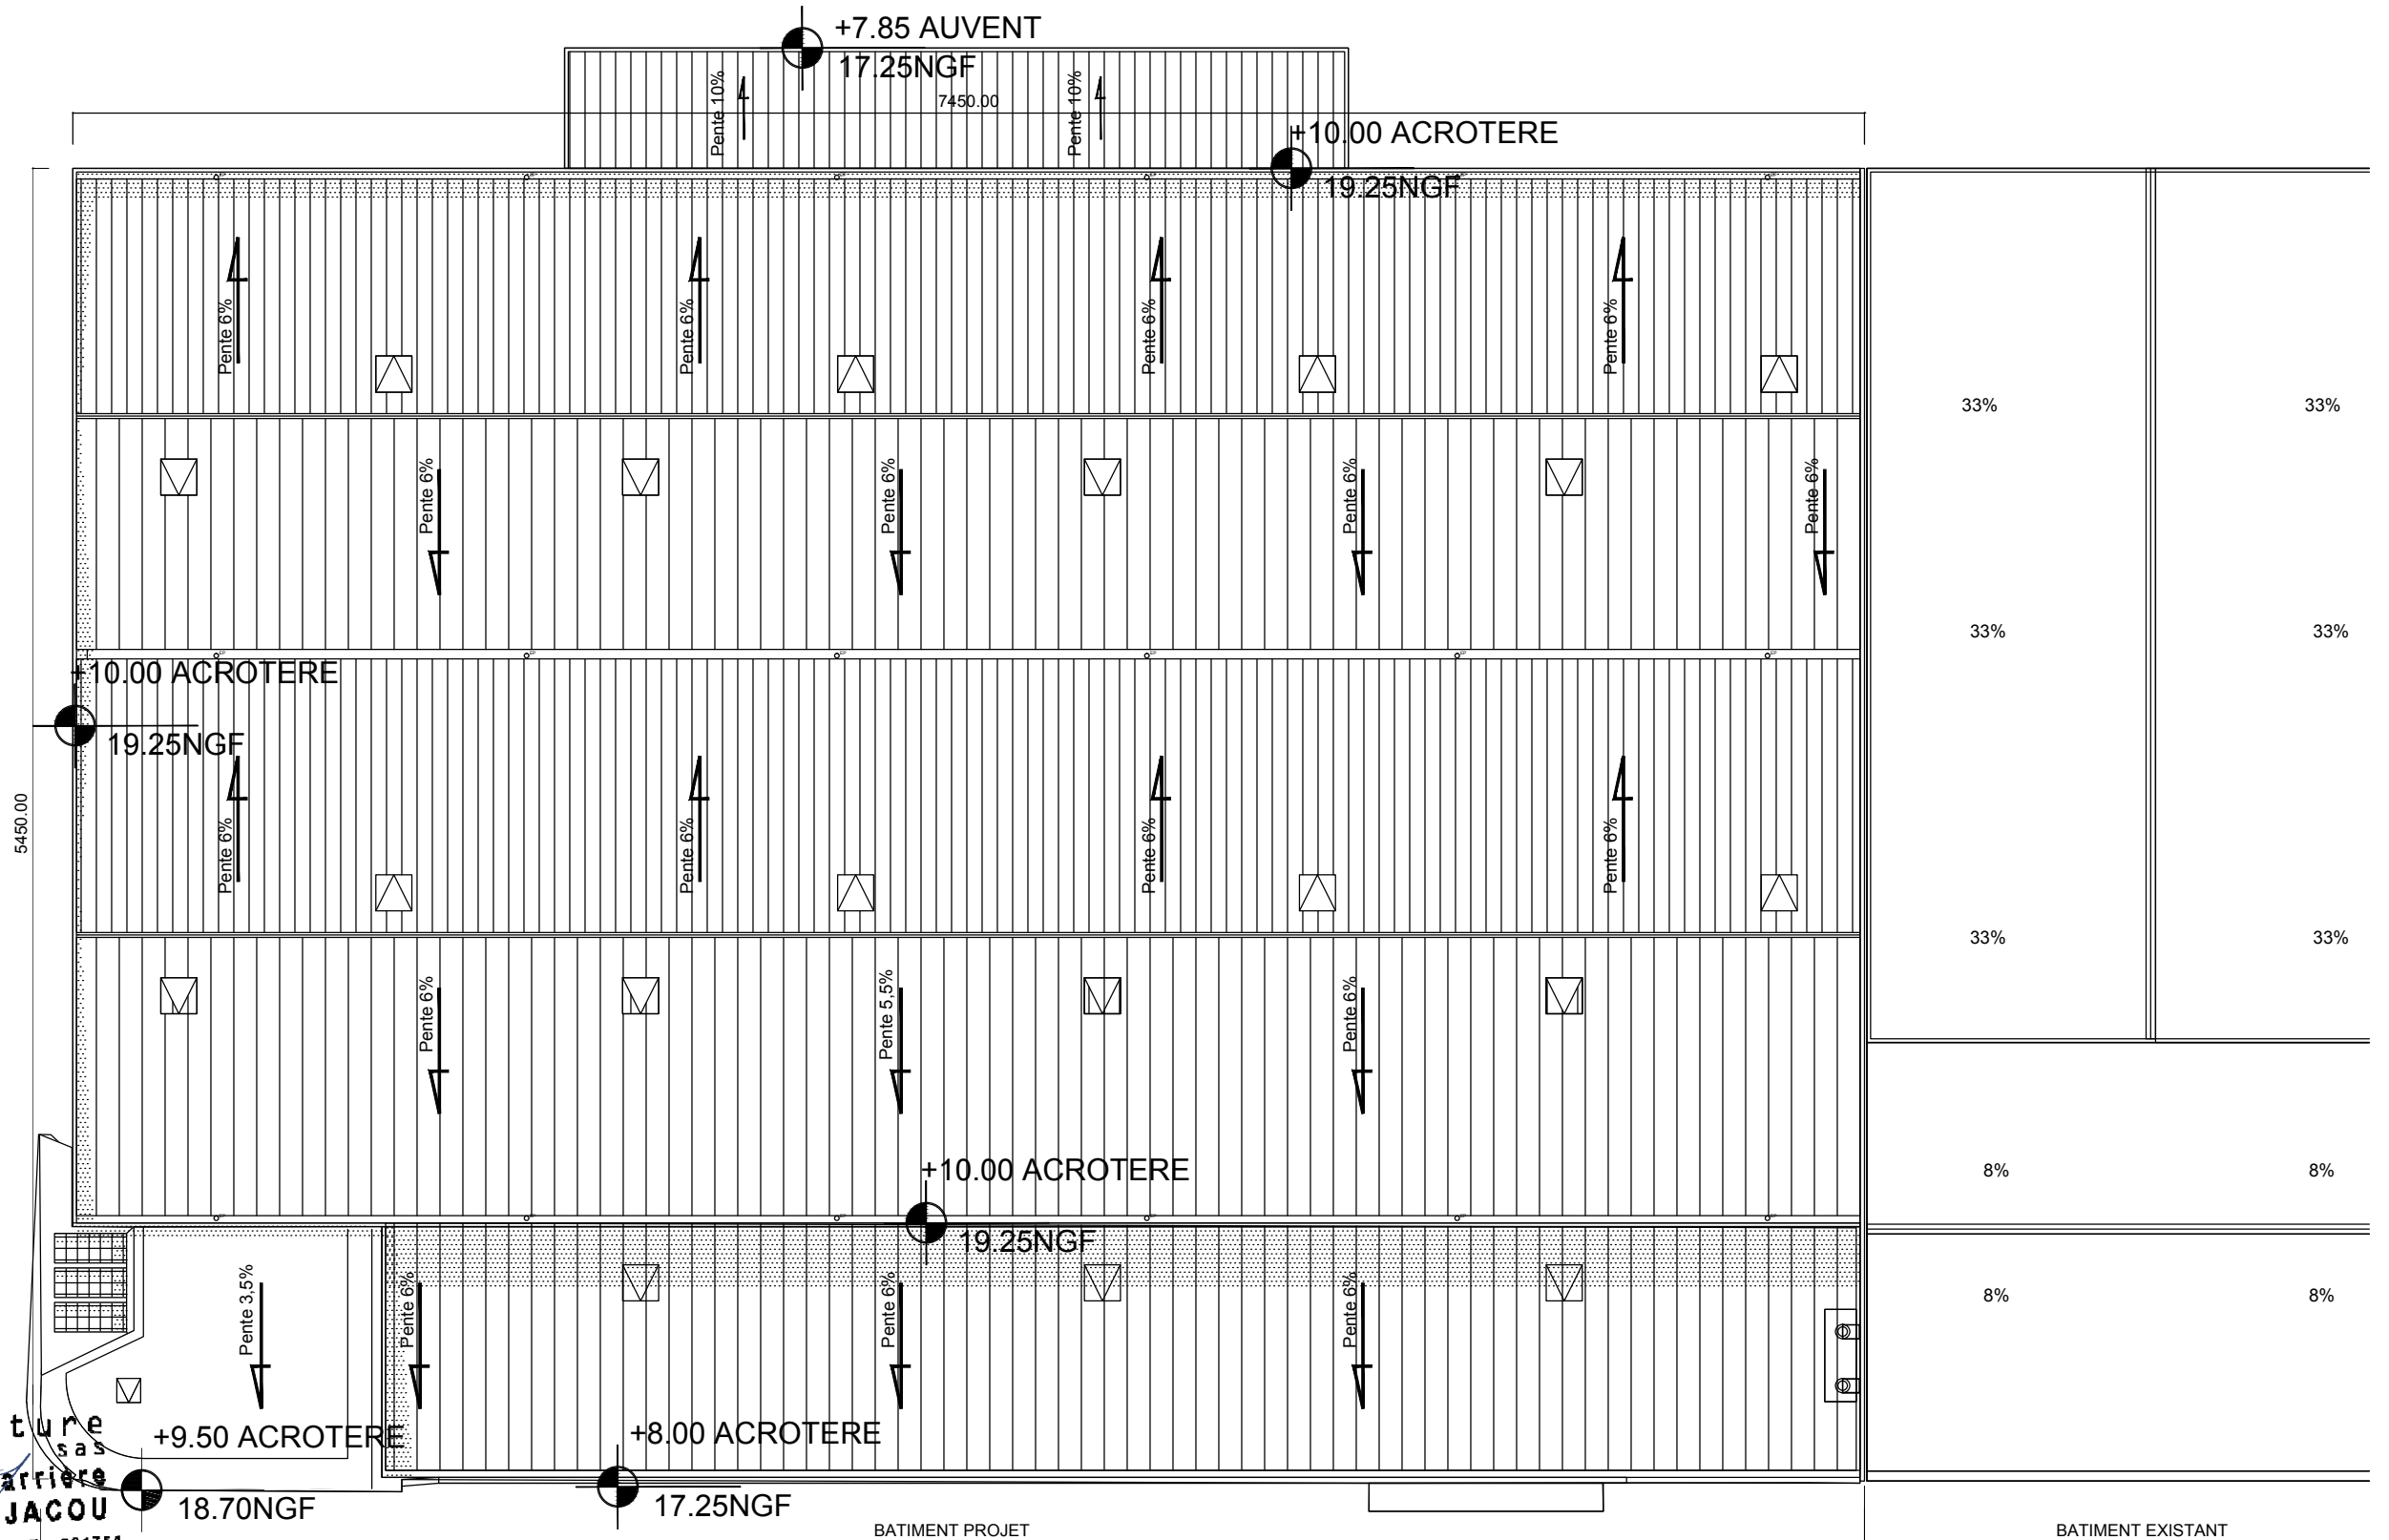 +7.85 AUVENT
17.25NGF
Pente 10%
7450.00
Pente 10%
+10.00 ACROTERE
19.25NGF
Pente 6%
Pente 6%
Pente 6%
Pente 6%
33%
33%
Pente 6%
Pente 6%
Pente 6%
Pente 6%
33%
33%
+10.00 ACROTERE
19.25NGF
5450.00
Pente 6%
Pente 6%
Pente 6%
Pente 6%
33%
33%
Pente 6%
Pente 5,5%
Pente 6%
+10.00 ACROTERE
19.25NGF
8%
8%
Pente 3,5%
Pente 6%
Pente 6%
Pente 6%
8%
8%
ture
sas
arrière
JACOU
+9.50 ACROTERE
18.70NGF
+8.00 ACROTERE
17.25NGF
BATIMENT PROJET
BATIMENT EXISTANT